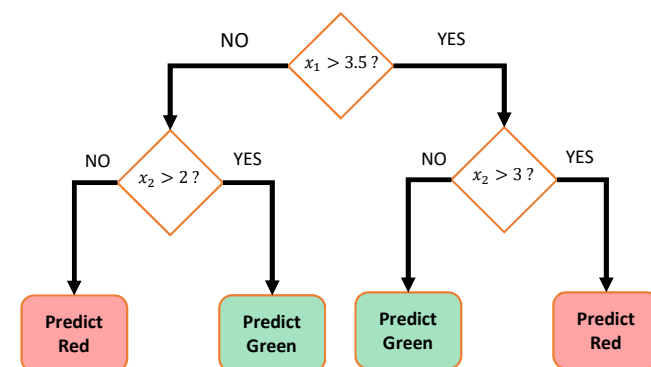 NO
YES
x₁ > 3.5 ?
NO
YES
NO
YES
x₂ > 2 ?
x₂ > 3 ?
Predict
Red
Predict
Green
Predict
Green
Predict
Red